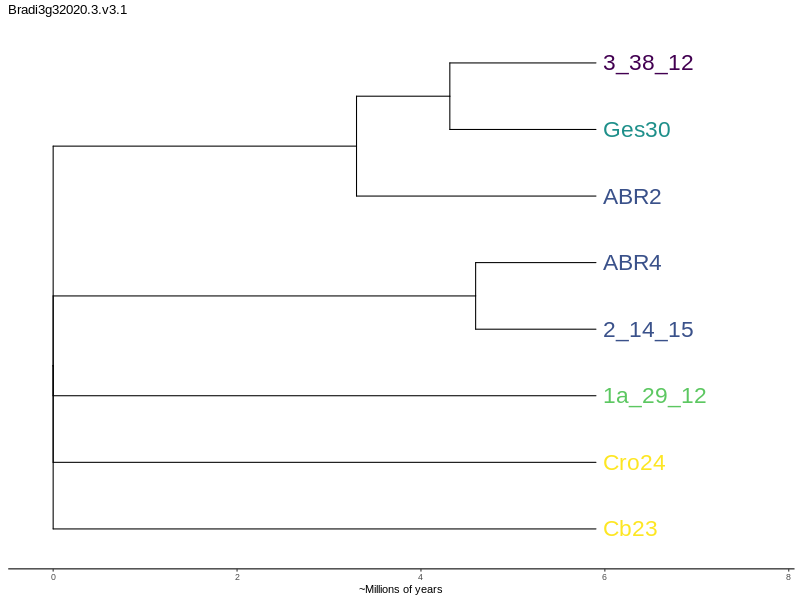 Bradi3g32020.3.v3.1
3_38_12
Ges30
ABR2
ABR4
2_14_15
1a_29_12
Cro24
Cb23
0 2 4 6 8
~Millions of years